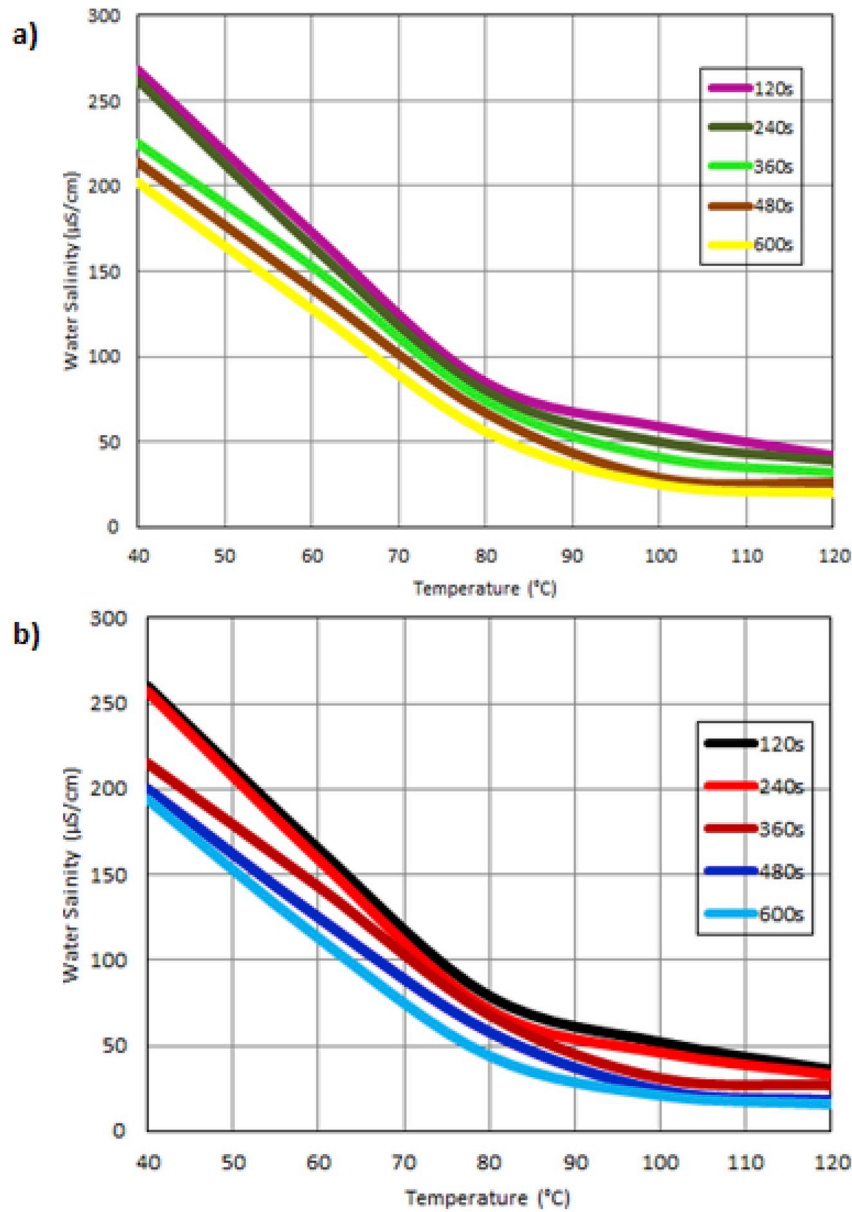 a)
300
250
200
150
100
50
0
Water Salinity (µS/cm)
120s
240s
360s
480s
600s
40 50 60 70 80 90 100 110 120
Temperature (°C)
b)
300
250
200
150
100
50
0
Water Sainity (µS/cm)
120s
240s
360s
480s
600s
40 50 60 70 80 90 100 110 120
Temperature (°C)